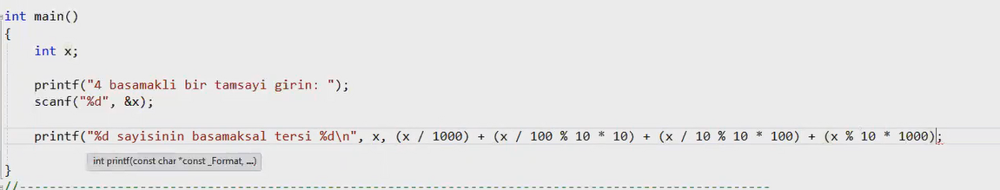 int main()
{
int x;
printf("4 basamakli bir tamsayi girin: ");
scanf("%d", &x);
printf("%d sayisinin basamaksal tersi %d\n", x, (x / 1000) + (x / 100 % 10 * 10) + (x / 10 % 10 * 100) + (x % 10 * 1000);
int printf(const char *const _Format, ...)
}
//----------------------------------------------------------------------------------------------------